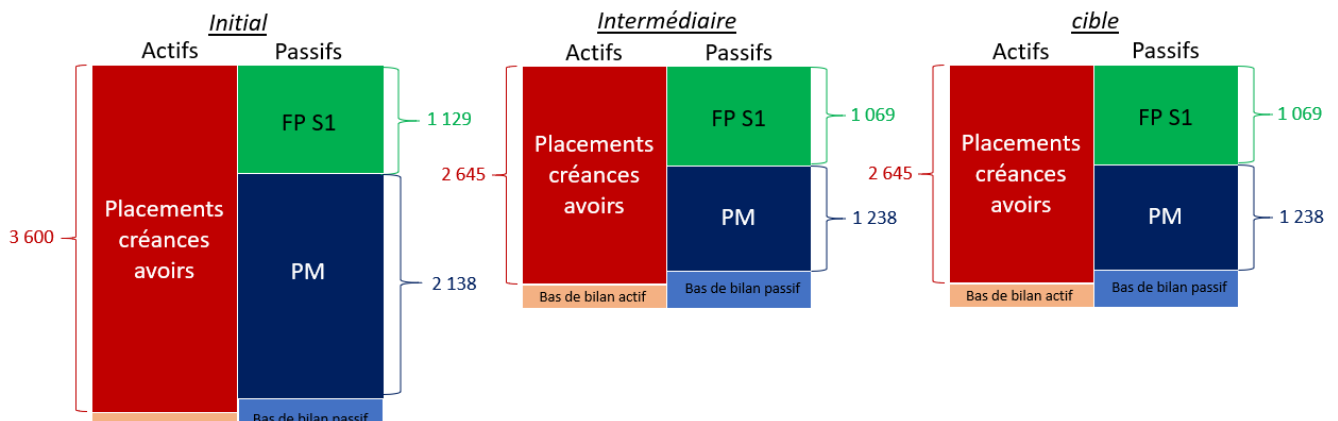 Initial
Actifs
Passifs
FP S1
1 129
Placements
créances
avoirs
3 600
PM
2 138
Bas de bilan passif
Intermédiaire
Actifs
Passifs
FP S1
1 069
Placements
créances
avoirs
2 645
PM
1 238
Bas de bilan actif
Bas de bilan passif
cible
Actifs
Passifs
FP S1
1 069
Placements
créances
avoirs
2 645
PM
1 238
Bas de bilan actif
Bas de bilan passif